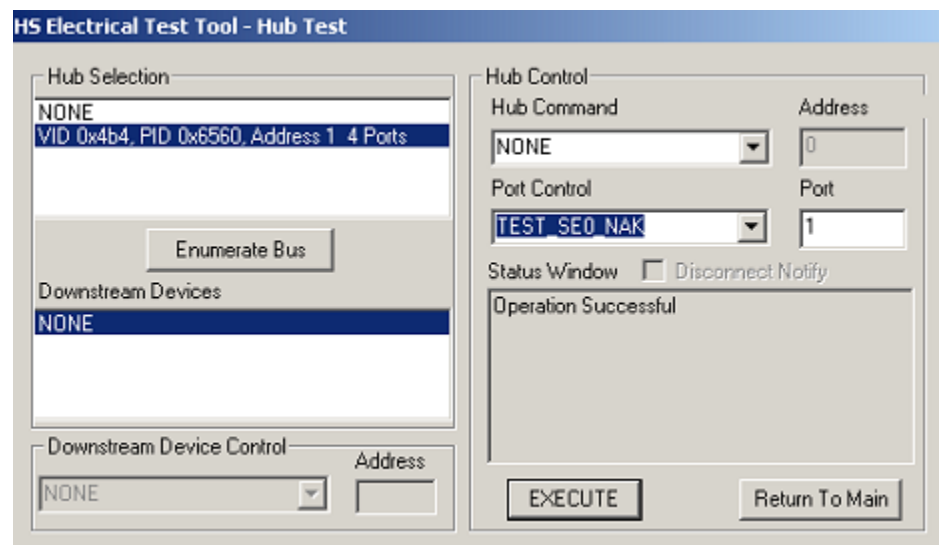 HS Electrical Test Tool - Hub Test
Hub Selection
NONE
VID 0x4b4, PID 0x6560, Address 1 4 Ports
Enumerate Bus
Downstream Devices
NONE
Downstream Device Control
Address
NONE
Hub Control
Hub Command
Address
NONE
0
Port Control
Port
TEST_SE0_NAK
1
Status Window
Disconnect Notify
Operation Successful
EXECUTE
Return To Main